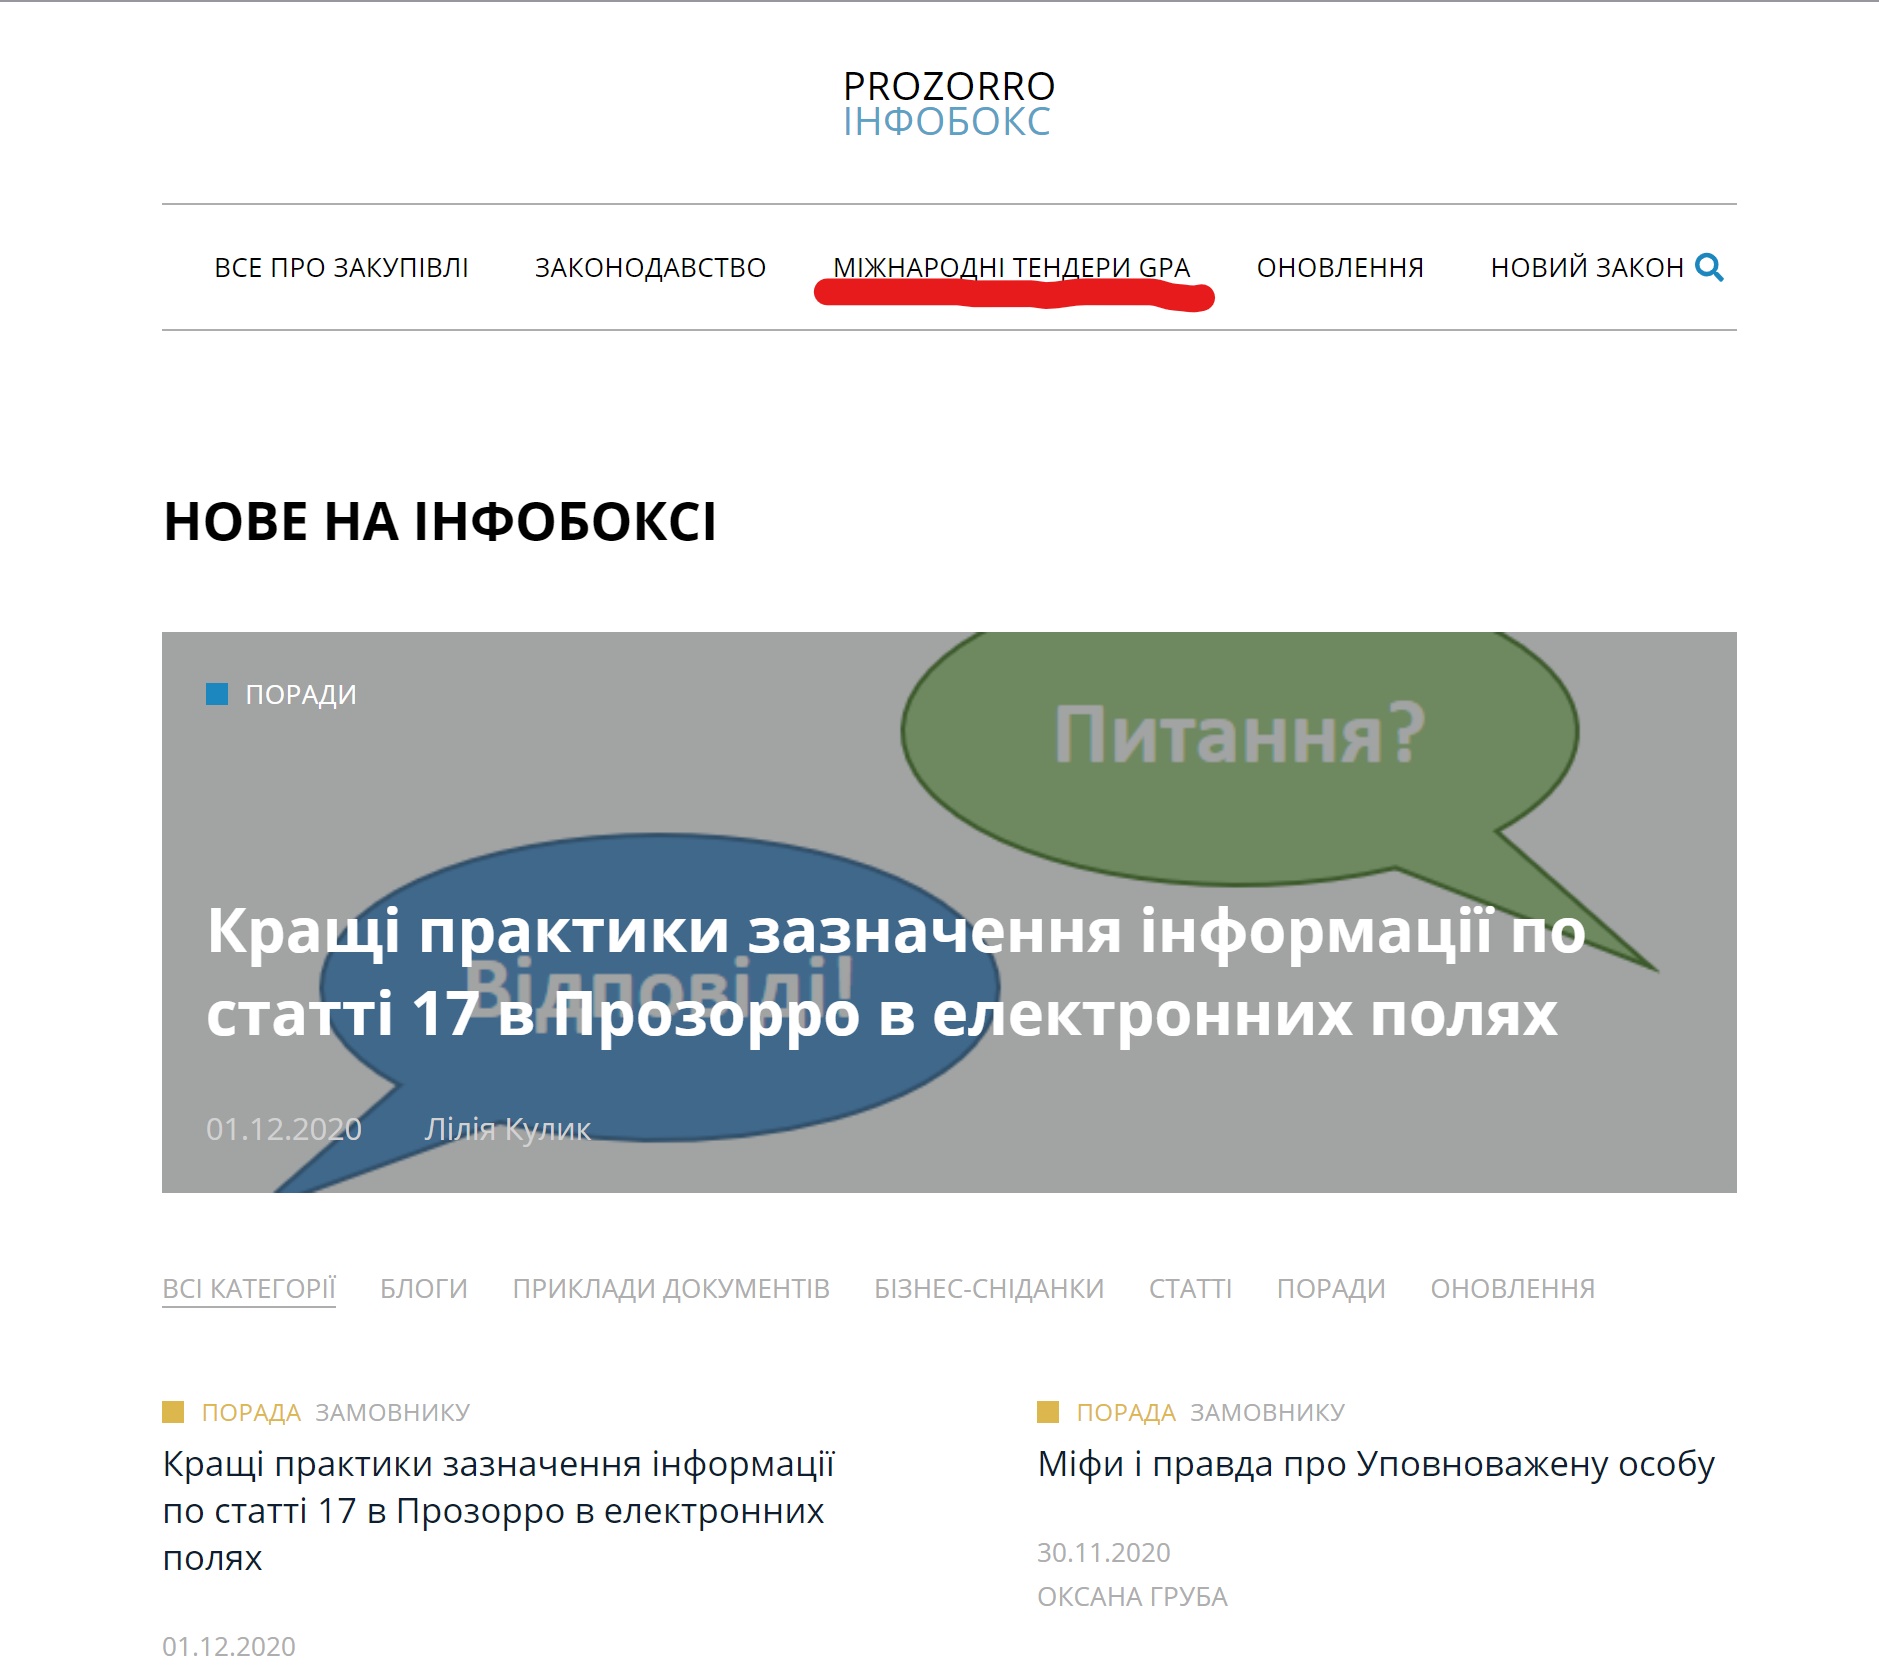 PROZORRO
ІНФОБОКС
ВСЕ ПРО ЗАКУПІВЛІ ЗАКОНОДАВСТВО МІЖНАРОДНІ ТЕНДЕРИ GPA ОНОВЛЕННЯ НОВИЙ ЗАКОН
НОВЕ НА ІНФОБОКСІ
ПОРАДИ
Питання?
Кращі практики зазначення інформації по
Відповіді!
статті 17 в Прозорро в електронних полях
01.12.2020 Лілія Кулик
ВСІ КАТЕГОРІЇ БЛОГИ ПРИКЛАДИ ДОКУМЕНТІВ БІЗНЕС-СНІДАНКИ СТАТТІ ПОРАДИ ОНОВЛЕННЯ
ПОРАДА ЗАМОВНИКУ
Кращі практики зазначення інформації
по статті 17 в Прозорро в електронних
полях
01.12.2020
ПОРАДА ЗАМОВНИКУ
Міфи і правда про Уповноважену особу
30.11.2020
ОКСАНА ГРУБА